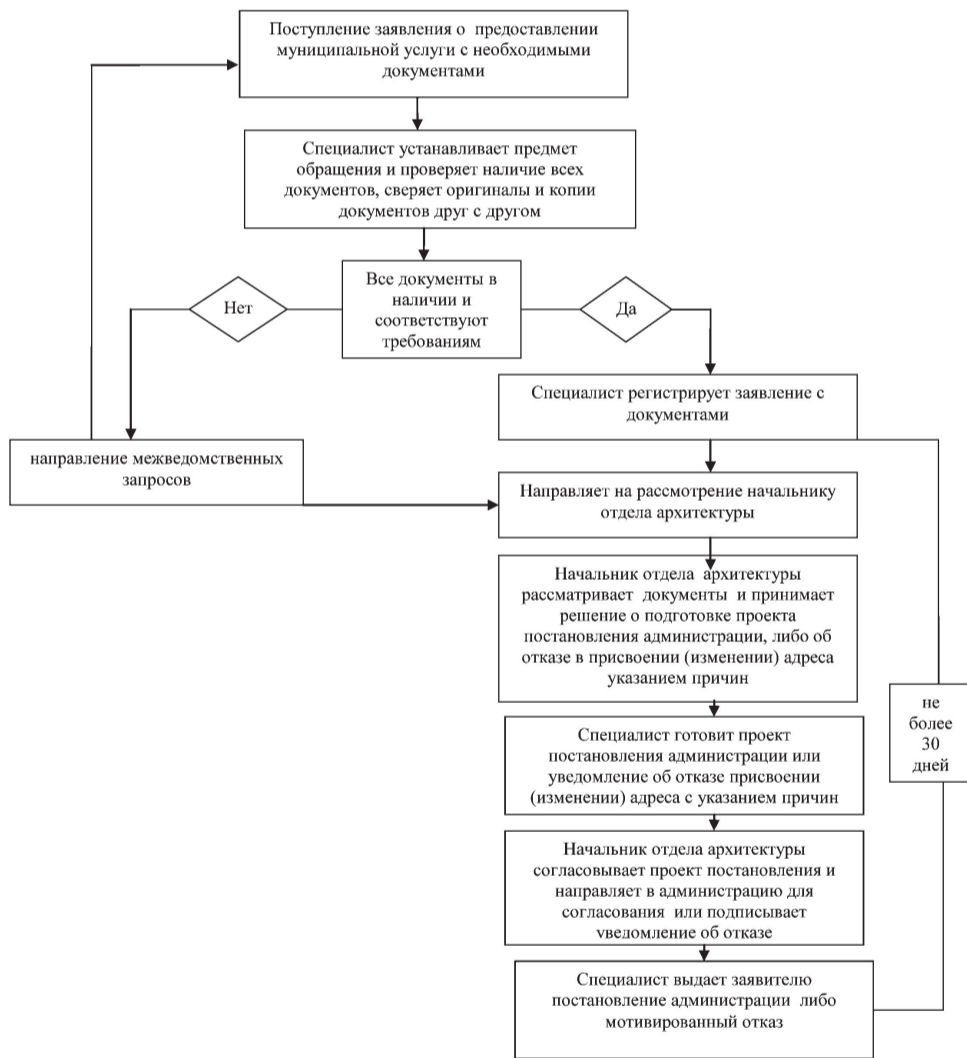 Поступление заявления о предоставлении
муниципальной услуги с необходимыми
документами
Специалист устанавливает предмет
обращения и проверяет наличие всех
документов, сверяет оригиналы и копии
документов друг с другом
Нет
Все документы в
наличии и
соответствуют
требованиям
Да
Специалист регистрирует заявление с
документами
направление межведомственных
запросов
Направляет на рассмотрение начальнику
отдела архитектуры
Начальник отдела архитектуры
рассматривает документы и принимает
решение о подготовке проекта
постановления администрации, либо об
отказе в присвоении (изменении) адреса
указанием причин
не
более
30
дней
Специалист готовит проект
постановления администрации или
уведомление об отказе присвоении
(изменении) адреса с указанием причин
Начальник отдела архитектуры
согласовывает проект постановления и
направляет в администрацию для
согласования или подписывает
уведомление об отказе
Специалист выдает заявителю
постановление администрации либо
мотивированный отказ